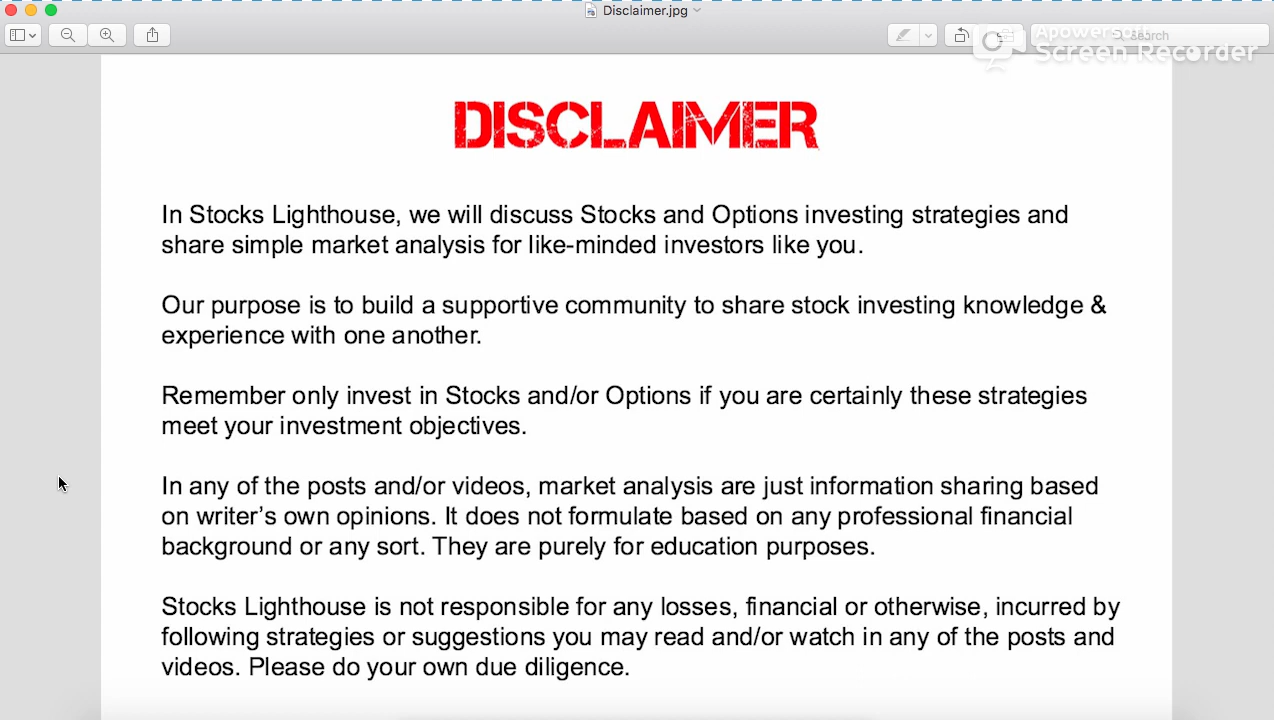 Disclaimer.jpg
Search
Apowersoft
Screen Recorder
DISCLAIMER
In Stocks Lighthouse, we will discuss Stocks and Options investing strategies and
share simple market analysis for like-minded investors like you.
Our purpose is to build a supportive community to share stock investing knowledge &
experience with one another.
Remember only invest in Stocks and/or Options if you are certainly these strategies
meet your investment objectives.
In any of the posts and/or videos, market analysis are just information sharing based
on writer’s own opinions. It does not formulate based on any professional financial
background or any sort. They are purely for education purposes.
Stocks Lighthouse is not responsible for any losses, financial or otherwise, incurred by
following strategies or suggestions you may read and/or watch in any of the posts and
videos. Please do your own due diligence.